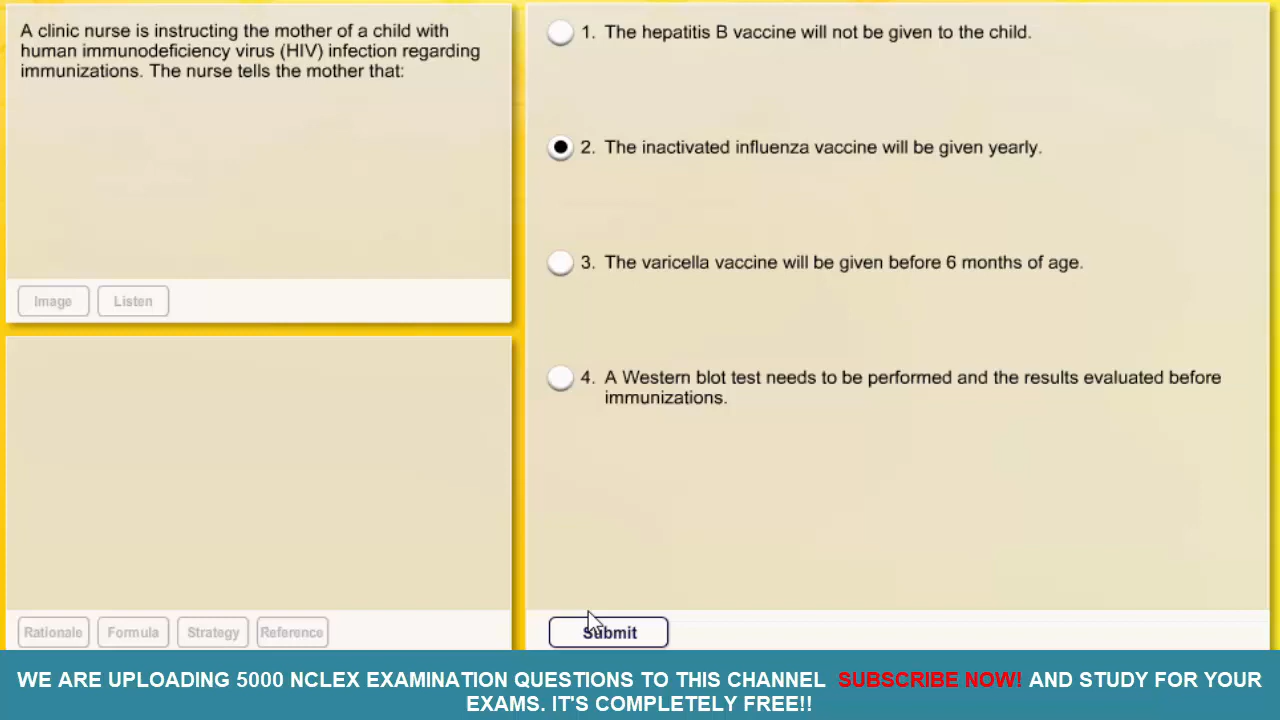 A clinic nurse is instructing the mother of a child with
human immunodeficiency virus (HIV) infection regarding
immunizations. The nurse tells the mother that:
Image
Listen
1. The hepatitis B vaccine will not be given to the child.
2. The inactivated influenza vaccine will be given yearly.
3. The varicella vaccine will be given before 6 months of age.
4. A Western blot test needs to be performed and the results evaluated before
immunizations.
Rationale
Formula
Strategy
Reference
Submit
WE ARE UPLOADING 5000 NCLEX EXAMINATION QUESTIONS TO THIS CHANNEL SUBSCRIBE NOW! AND STUDY FOR YOUR
EXAMS. IT'S COMPLETELY FREE!!